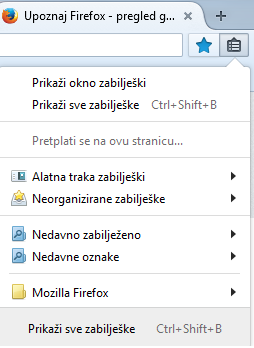 Upoznaj Firefox - pregled g...
Prikaži okno zabilješki
Prikaži sve zabilješke Ctrl+Shift+B
Pretplati se na ovu stranicu...
Alatna traka zabilješki
Neorganizirane zabilješke
Nedavno zabilježeno
Nedavne oznake
Mozilla Firefox
Prikaži sve zabilješke Ctrl+Shift+B